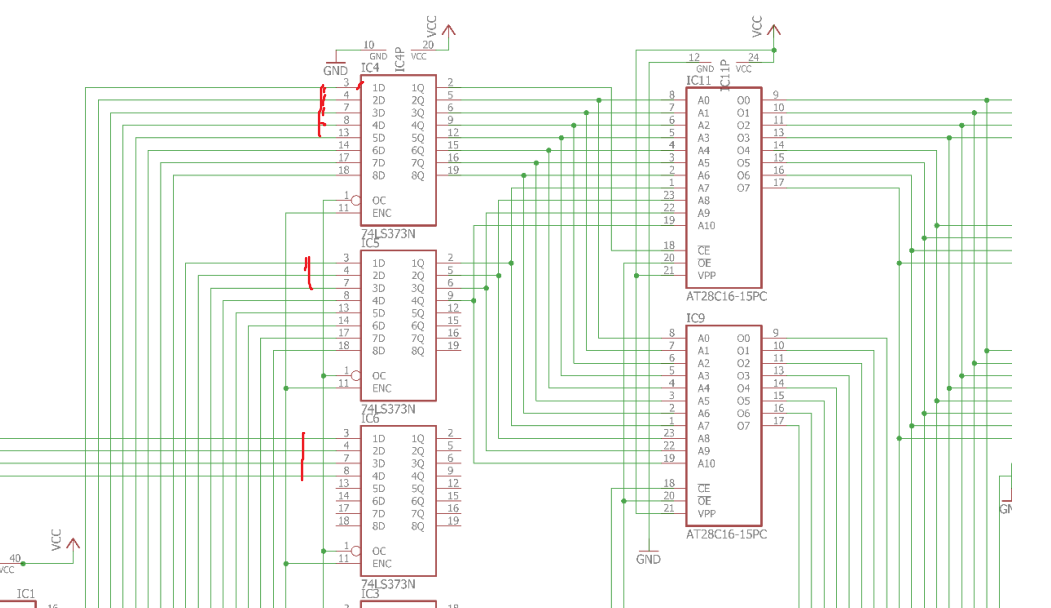 VCC
VCC
10 GND IC4P 20 VCC
12 GND IC11P 24 VCC
GND
IC4
3 1D 1Q 2
4 2D 2Q 5
7 3D 3Q 6
8 4D 4Q 9
13 5D 5Q 12
14 6D 6Q 15
17 7D 7Q 16
18 8D 8Q 19
1 OC
11 ENC
74LS373N
IC11
8 A0 O0 9
7 A1 O1 10
6 A2 O2 11
5 A3 O3 13
4 A4 O4 14
3 A5 O5 15
2 A6 O6 16
1 A7 O7 17
23 A8
22 A9
19 A10
18 CE
20 OE
21 VPP
AT28C16-15PC
IC5
3 1D 1Q 2
4 2D 2Q 5
7 3D 3Q 6
8 4D 4Q 9
13 5D 5Q 12
14 6D 6Q 15
17 7D 7Q 16
18 8D 8Q 19
1 OC
11 ENC
74LS373N
IC9
8 A0 O0 9
7 A1 O1 10
6 A2 O2 11
5 A3 O3 13
4 A4 O4 14
3 A5 O5 15
2 A6 O6 16
1 A7 O7 17
23 A8
22 A9
19 A10
18 CE
20 OE
21 VPP
AT28C16-15PC
IC6
3 1D 1Q 2
4 2D 2Q 5
7 3D 3Q 6
8 4D 4Q 9
13 5D 5Q 12
14 6D 6Q 15
17 7D 7Q 16
18 8D 8Q 19
1 OC
11 ENC
74LS373N
GND
VCC
40
VCC
IC1
IC3